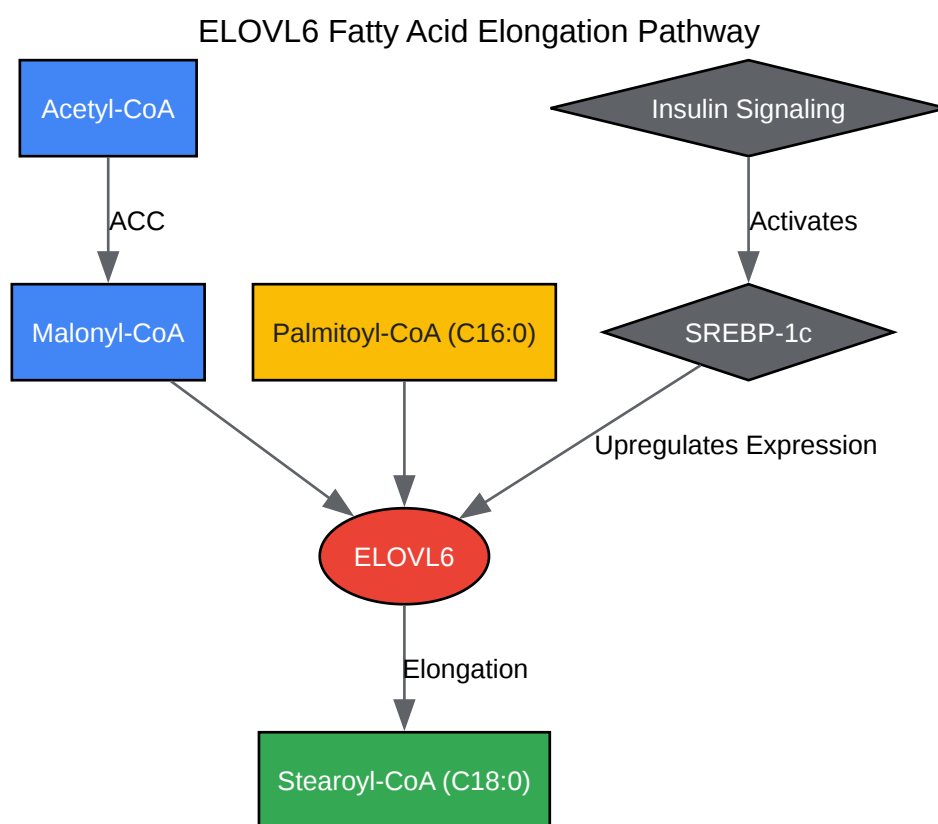 ELOVL6 Fatty Acid Elongation Pathway
Acetyl-CoA
Insulin Signaling
ACC
Activates
Malonyl-CoA
Palmitoyl-CoA (C16:0)
SREBP-1c
Upregulates Expression
ELOVL6
Elongation
Stearoyl-CoA (C18:0)